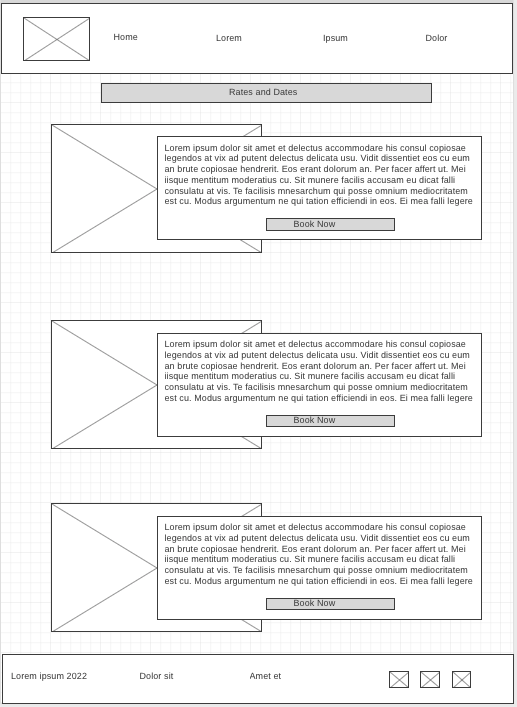 Home
Lorem
Ipsum
Dolor
Rates and Dates
Lorem ipsum dolor sit amet et delectus accommodare his consul copiosae
legendos at vix ad putent delectus delicata usu. Vidit dissentiet eos cu eum
an brute copiosae hendrerit. Eos erant dolorum an. Per facer affert ut. Mei
iisque mentitum moderatius cu. Sit munere facilis accusam eu dicat falli
consulatu at vis. Te facilisis mnesarchum qui posse omnium mediocritatem
est cu. Modus argumentum ne qui tation efficiendi in eos. Ei mea falli legere
Book Now
Lorem ipsum dolor sit amet et delectus accommodare his consul copiosae
legendos at vix ad putent delectus delicata usu. Vidit dissentiet eos cu eum
an brute copiosae hendrerit. Eos erant dolorum an. Per facer affert ut. Mei
iisque mentitum moderatius cu. Sit munere facilis accusam eu dicat falli
consulatu at vis. Te facilisis mnesarchum qui posse omnium mediocritatem
est cu. Modus argumentum ne qui tation efficiendi in eos. Ei mea falli legere
Book Now
Lorem ipsum dolor sit amet et delectus accommodare his consul copiosae
legendos at vix ad putent delectus delicata usu. Vidit dissentiet eos cu eum
an brute copiosae hendrerit. Eos erant dolorum an. Per facer affert ut. Mei
iisque mentitum moderatius cu. Sit munere facilis accusam eu dicat falli
consulatu at vis. Te facilisis mnesarchum qui posse omnium mediocritatem
est cu. Modus argumentum ne qui tation efficiendi in eos. Ei mea falli legere
Book Now
Lorem ipsum 2022
Dolor sit
Amet et